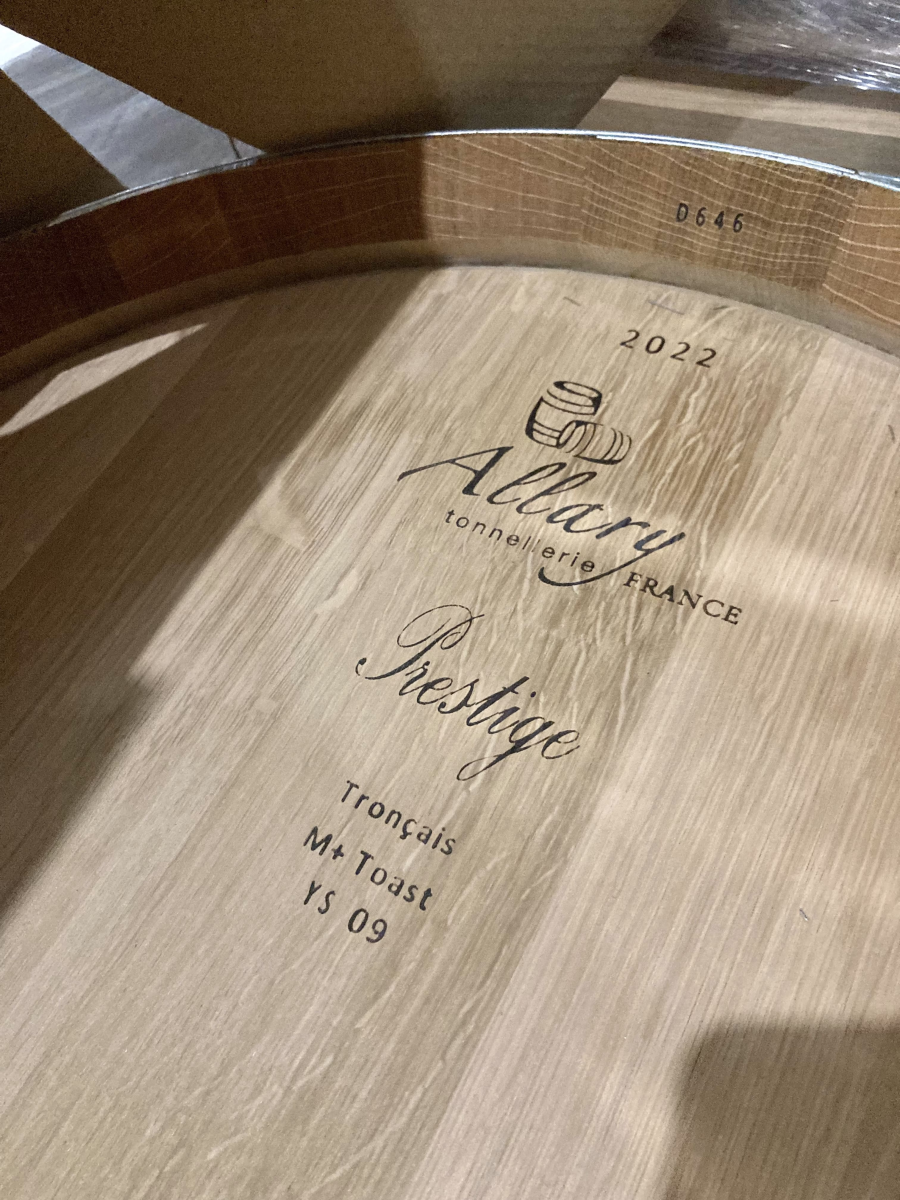 D646
2022
Allary
tonnellerie FRANCE
Prestige
Tronçais
M+ Toast
YS 09